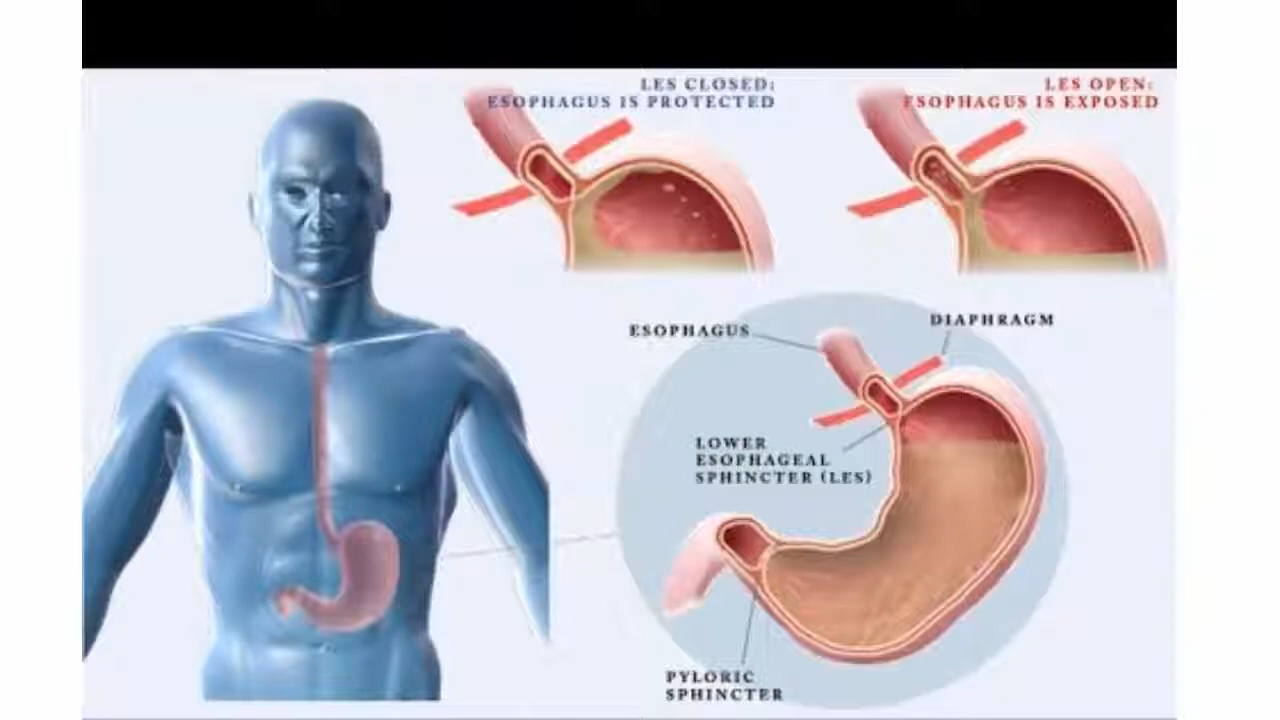 LES CLOSED:
ESOPHAGUS IS PROTECTED
LES OPEN:
ESOPHAGUS IS EXPOSED
ESOPHAGUS
DIAPHRAGM
LOWER
ESOPHAGEAL
SPHINCTER (LES)
PYLORIC
SPHINCTER